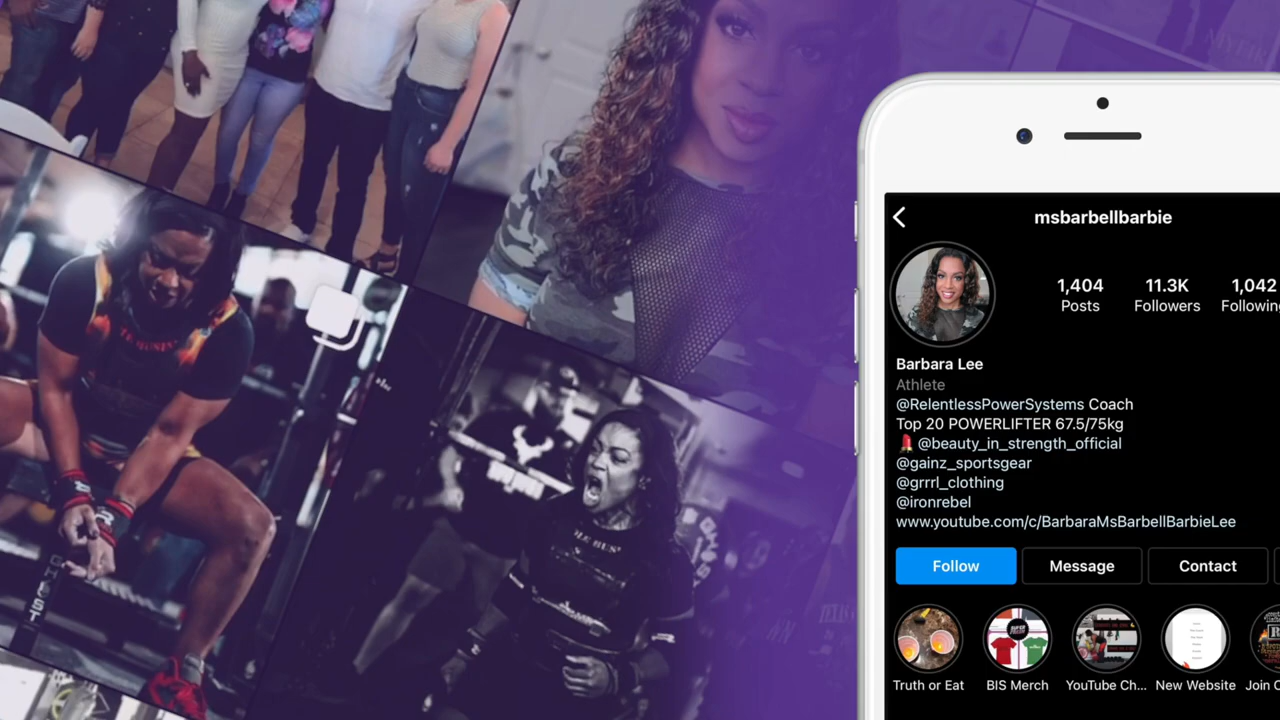 msbarbellbarbie
1,404 11.3K 1,042
Posts Followers Following
Barbara Lee
Athlete
@RelentlessPowerSystems Coach
Top 20 POWERLIFTER 67.5/75kg
@beauty_in_strength_official
@gainz_sportsgear
@grrrl_clothing
@ironrebel
www.youtube.com/c/BarbaraMsBarbellBarbieLee
Follow Message Contact
Truth or Eat BIS Merch YouTube Ch... New Website Join